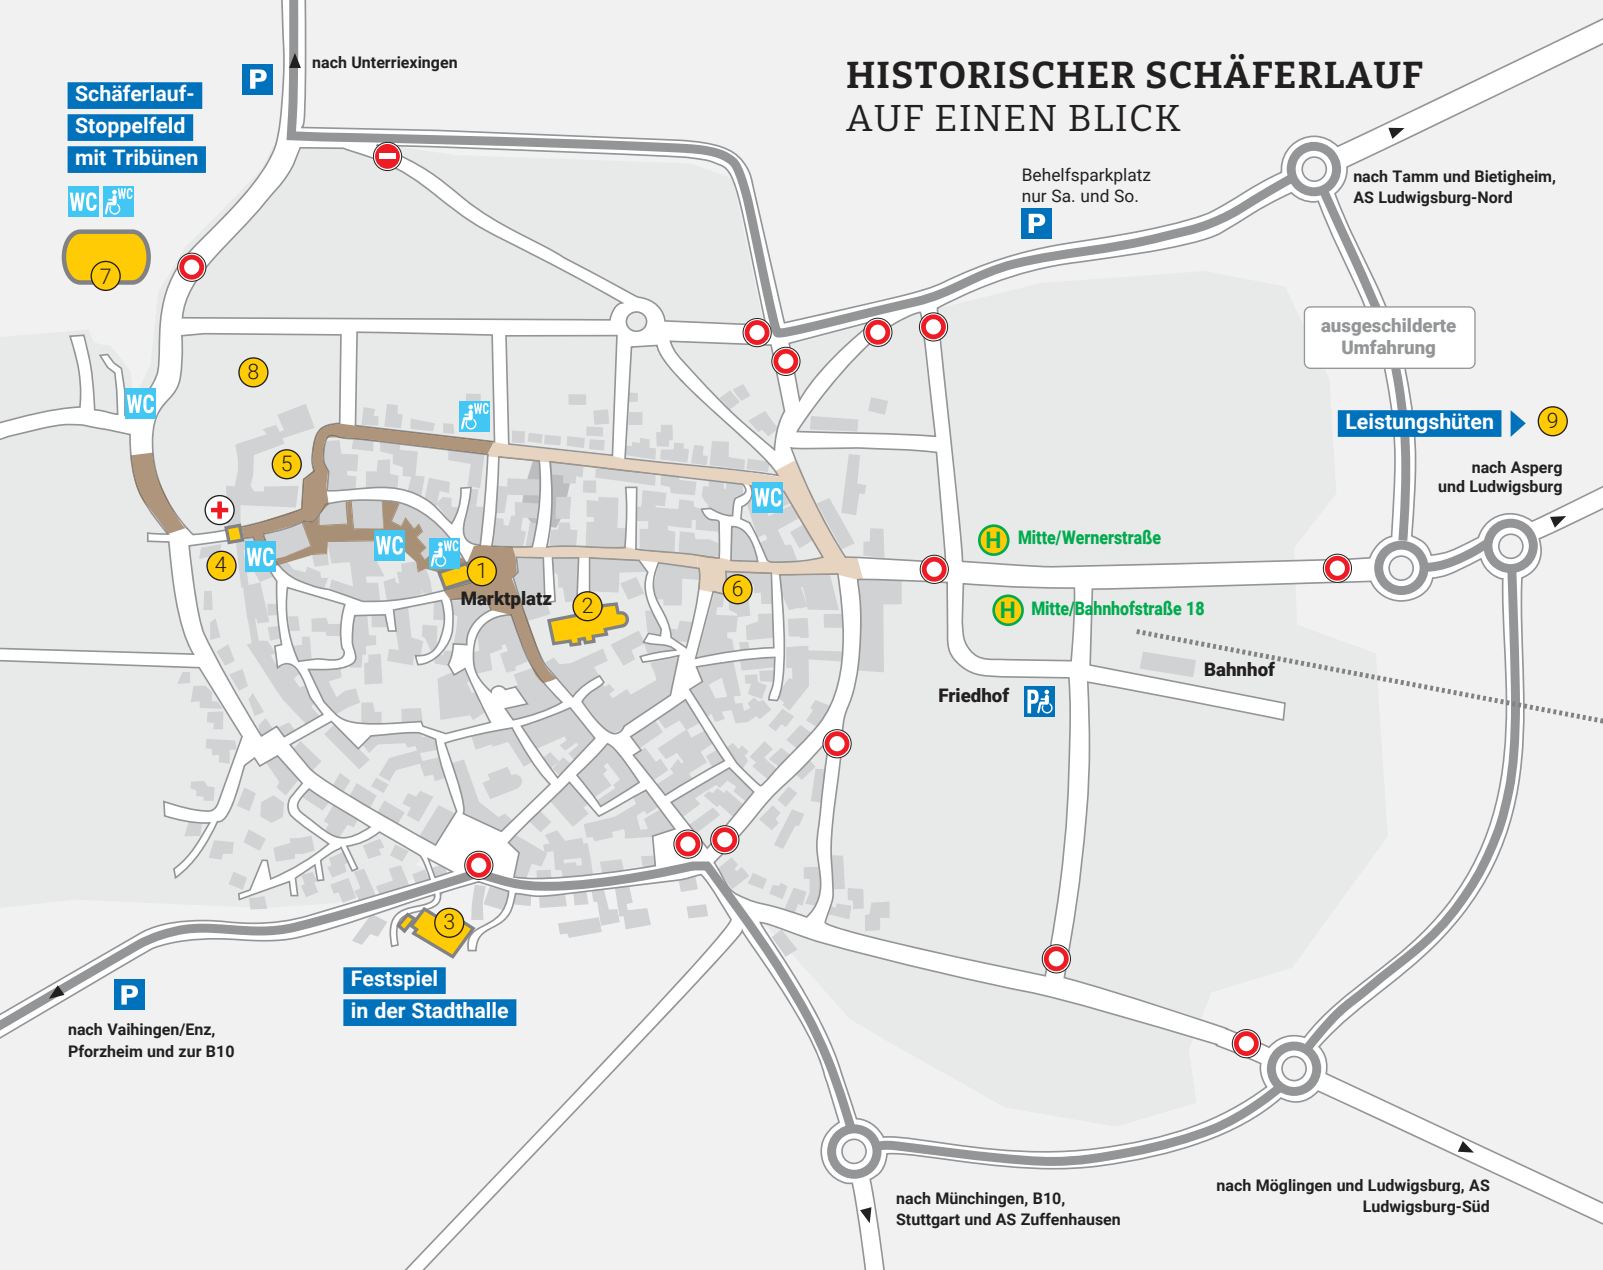 HISTORISCHER SCHÄFERLAUF
AUF EINEN BLICK
P
nach Unterriexingen
Schäferlauf-
Stoppelfeld
mit Tribünen
WC
WC
7
Behelfsparkplatz
nur Sa. und So.
P
nach Tamm und Bietigheim,
AS Ludwigsburg-Nord
ausgeschilderte
Umfahrung
8
WC
WC
Leistungshüten
9
5
nach Asperg
und Ludwigsburg
WC
4
WC
WC
WC
1
Marktplatz
2
6
H Mitte/Wernerstraße
H Mitte/Bahnhofstraße 18
Bahnhof
Friedhof
P
3
Festspiel
in der Stadthalle
P
nach Vaihingen/Enz,
Pforzheim und zur B10
nach Münchingen, B10,
Stuttgart und AS Zuffenhausen
nach Möglingen und Ludwigsburg, AS
Ludwigsburg-Süd